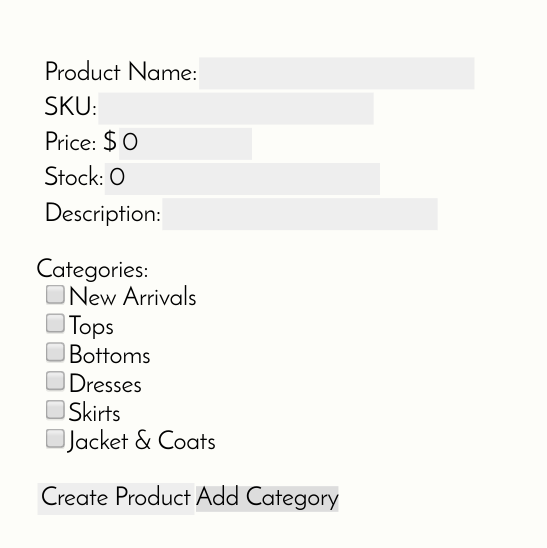 Product Name:
SKU:
Price: $ 0
Stock: 0
Description:
Categories:
New Arrivals
Tops
Bottoms
Dresses
Skirts
Jacket & Coats
Create Product Add Category